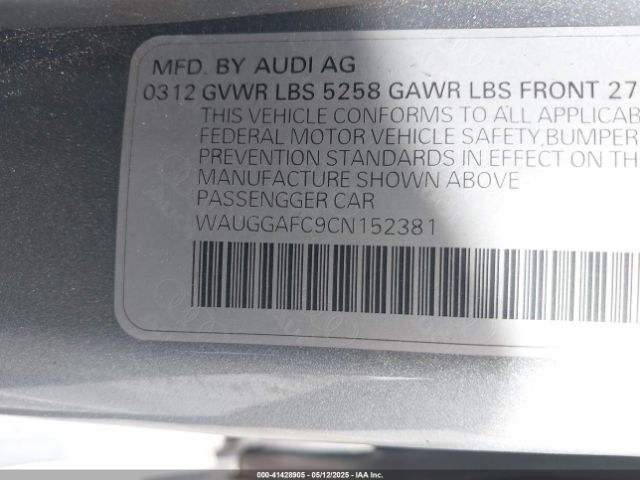 MFD. BY AUDI AG
0312 GVWR LBS 5258 GAWR LBS FRONT 27
THIS VEHICLE CONFORMS TO ALL APPLICAB
FEDERAL MOTOR VEHICLE SAFETY,BUMPER
PREVENTION STANDARDS IN EFFECT ON THE
MANUFACTURE SHOWN ABOVE
PASSENGGER CAR
WAUGGAFC9CN152381
000-41428905 - 05/12/2025 - IAA Inc.